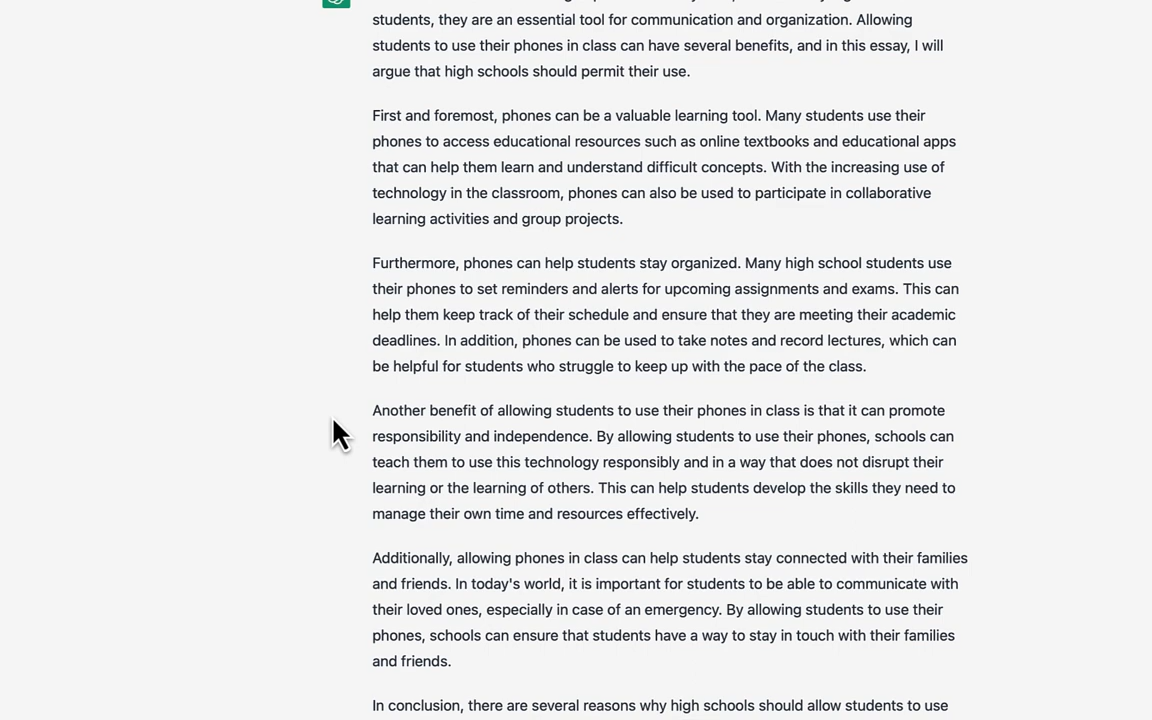 students, they are an essential tool for communication and organization. Allowing
students to use their phones in class can have several benefits, and in this essay, I will
argue that high schools should permit their use.
First and foremost, phones can be a valuable learning tool. Many students use their
phones to access educational resources such as online textbooks and educational apps
that can help them learn and understand difficult concepts. With the increasing use of
technology in the classroom, phones can also be used to participate in collaborative
learning activities and group projects.
Furthermore, phones can help students stay organized. Many high school students use
their phones to set reminders and alerts for upcoming assignments and exams. This can
help them keep track of their schedule and ensure that they are meeting their academic
deadlines. In addition, phones can be used to take notes and record lectures, which can
be helpful for students who struggle to keep up with the pace of the class.
Another benefit of allowing students to use their phones in class is that it can promote
responsibility and independence. By allowing students to use their phones, schools can
teach them to use this technology responsibly and in a way that does not disrupt their
learning or the learning of others. This can help students develop the skills they need to
manage their own time and resources effectively.
Additionally, allowing phones in class can help students stay connected with their families
and friends. In today's world, it is important for students to be able to communicate with
their loved ones, especially in case of an emergency. By allowing students to use their
phones, schools can ensure that students have a way to stay in touch with their families
and friends.
In conclusion, there are several reasons why high schools should allow students to use